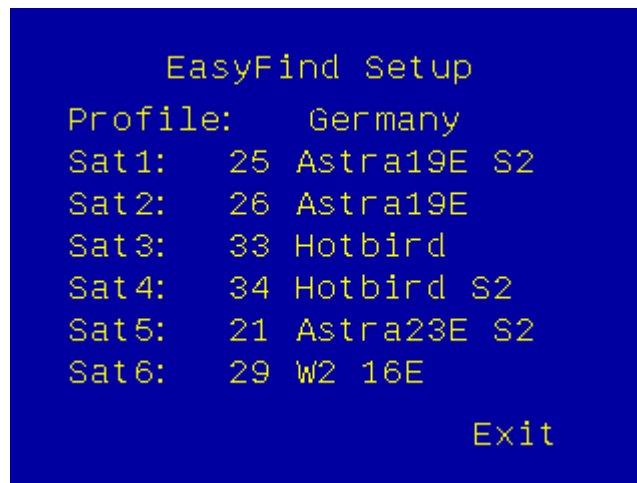 EasyFind Setup
Profile: Germany
Sat1: 25 Astra19E S2
Sat2: 26 Astra19E
Sat3: 33 Hotbird
Sat4: 34 Hotbird S2
Sat5: 21 Astra23E S2
Sat6: 29 W2 16E
Exit